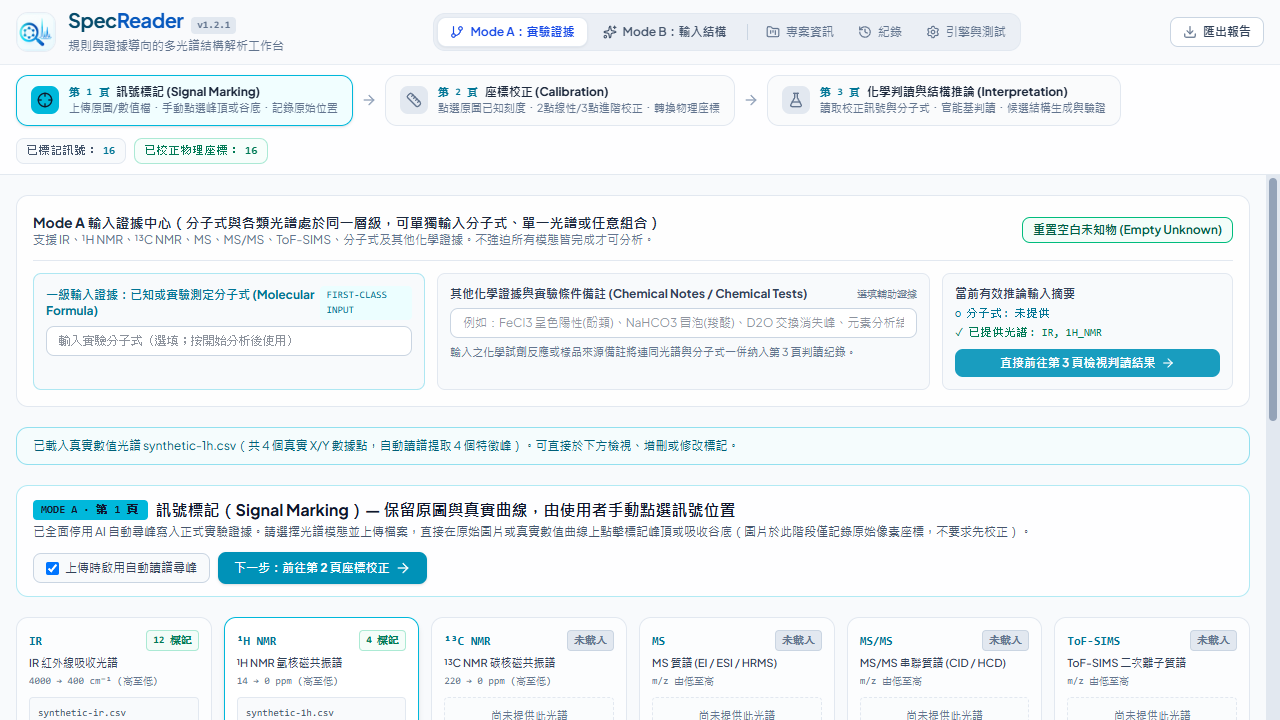 SpecReader v1.2.1
規則與證據導向的多光譜結構解析工作台
Mode A：實驗證據
Mode B：輸入結構
專案資訊
紀錄
引擎與測試
匯出報告
第 1 頁 訊號標記 (Signal Marking)
上傳原圖/數值檔 · 手動點選峰頂或谷底 · 記錄原始位置
第 2 頁 座標校正 (Calibration)
點選原圖已知刻度 · 2點線性/3點進階校正 · 轉換物理座標
第 3 頁 化學判讀與結構推論 (Interpretation)
讀取校正訊號與分子式 · 官能基判讀 · 候選結構生成與驗證
已標記訊號： 16
已校正物理座標： 16
Mode A 輸入證據中心（分子式與各類光譜處於同一層級，可單獨輸入分子式、單一光譜或任意組合）
支援 IR、¹H NMR、¹³C NMR、MS、MS/MS、ToF-SIMS、分子式及其他化學證據。不強迫所有模態皆完成才可分析。
重置空白未知物 (Empty Unknown)
一級輸入證據：已知或實驗測定分子式 (Molecular Formula)
FIRST-CLASS INPUT
輸入實驗分子式（選填；按開始分析後使用）
其他化學證據與實驗條件備註 (Chemical Notes / Chemical Tests)
選填輔助證據
例如：FeCl3 呈色陽性(酚類)、NaHCO3 冒泡(羧酸)、D2O 交換消失峰、元素分析結
輸入之化學試劑反應或樣品來源備註將連同光譜與分子式一併納入第 3 頁判讀紀錄。
當前有效推論輸入摘要
○ 分子式： 未提供
✓ 已提供光譜： IR, 1H_NMR
直接前往第 3 頁檢視判讀結果 →
已載入真實數值光譜 synthetic-1h.csv（共 4 個真實 X/Y 數據點，自動讀譜提取 4 個特徵峰）。可直接於下方檢視、增刪或修改標記。
MODE A · 第 1 頁 訊號標記（Signal Marking）— 保留原圖與真實曲線，由使用者手動點選訊號位置
已全面停用 AI 自動尋峰寫入正式實驗證據。請選擇光譜模態並上傳檔案，直接在原始圖片或真實數值曲線上點擊標記峰頂或吸收谷底（圖片於此階段僅記錄原始像素座標，不要求先校正）。
上傳時啟用自動讀譜尋峰
下一步：前往第 2 頁座標校正 →
IR
12 標記
IR 紅外線吸收光譜
4000 → 400 cm⁻¹ (高至低)
synthetic-ir.csv
¹H NMR
4 標記
¹H NMR 氫核磁共振譜
14 → 0 ppm (高至低)
synthetic-1h.csv
¹³C NMR
未載入
¹³C NMR 碳核磁共振譜
220 → 0 ppm (高至低)
尚未提供此光譜
MS
未載入
MS 質譜 (EI / ESI / HRMS)
m/z 由低至高
尚未提供此光譜
MS/MS
未載入
MS/MS 串聯質譜 (CID / HCD)
m/z 由低至高
尚未提供此光譜
ToF-SIMS
未載入
ToF-SIMS 二次離子質譜
m/z 由低至高
尚未提供此光譜